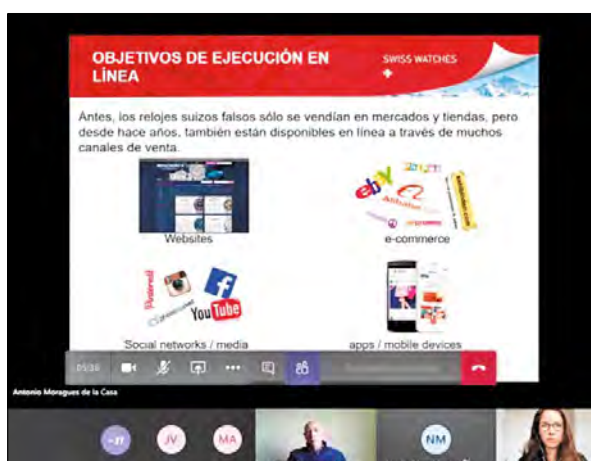 OBJETIVOS DE EJECUCIÓN EN
LÍNEA
SWISS WATCHES
Antes, los relojes suizos falsos sólo se vendían en mercados y tiendas, pero
desde hace años, también están disponibles en línea a través de muchos
canales de venta.
ebay
Alibaba
Websites
e-commerce
Pinterest
YouTube
Social networks / media
apps / mobile devices
Antonio Moragues de la Casa
JV
MA
NM